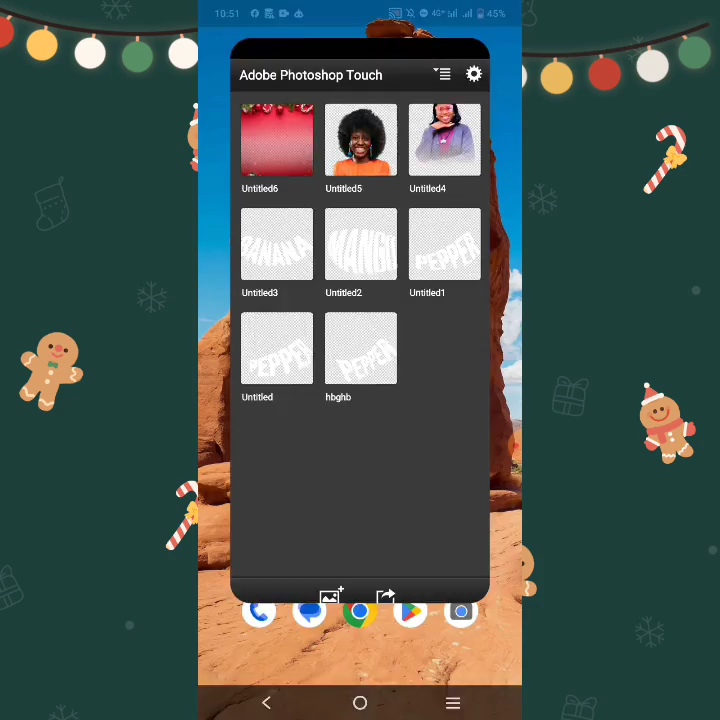 10:51 4G+ 45%
Adobe Photoshop Touch
Untitled6 Untitled5 Untitled4
BANANA MANGO PEPPER
Untitled3 Untitled2 Untitled1
PEPPER PEPPER
Untitled hbghb